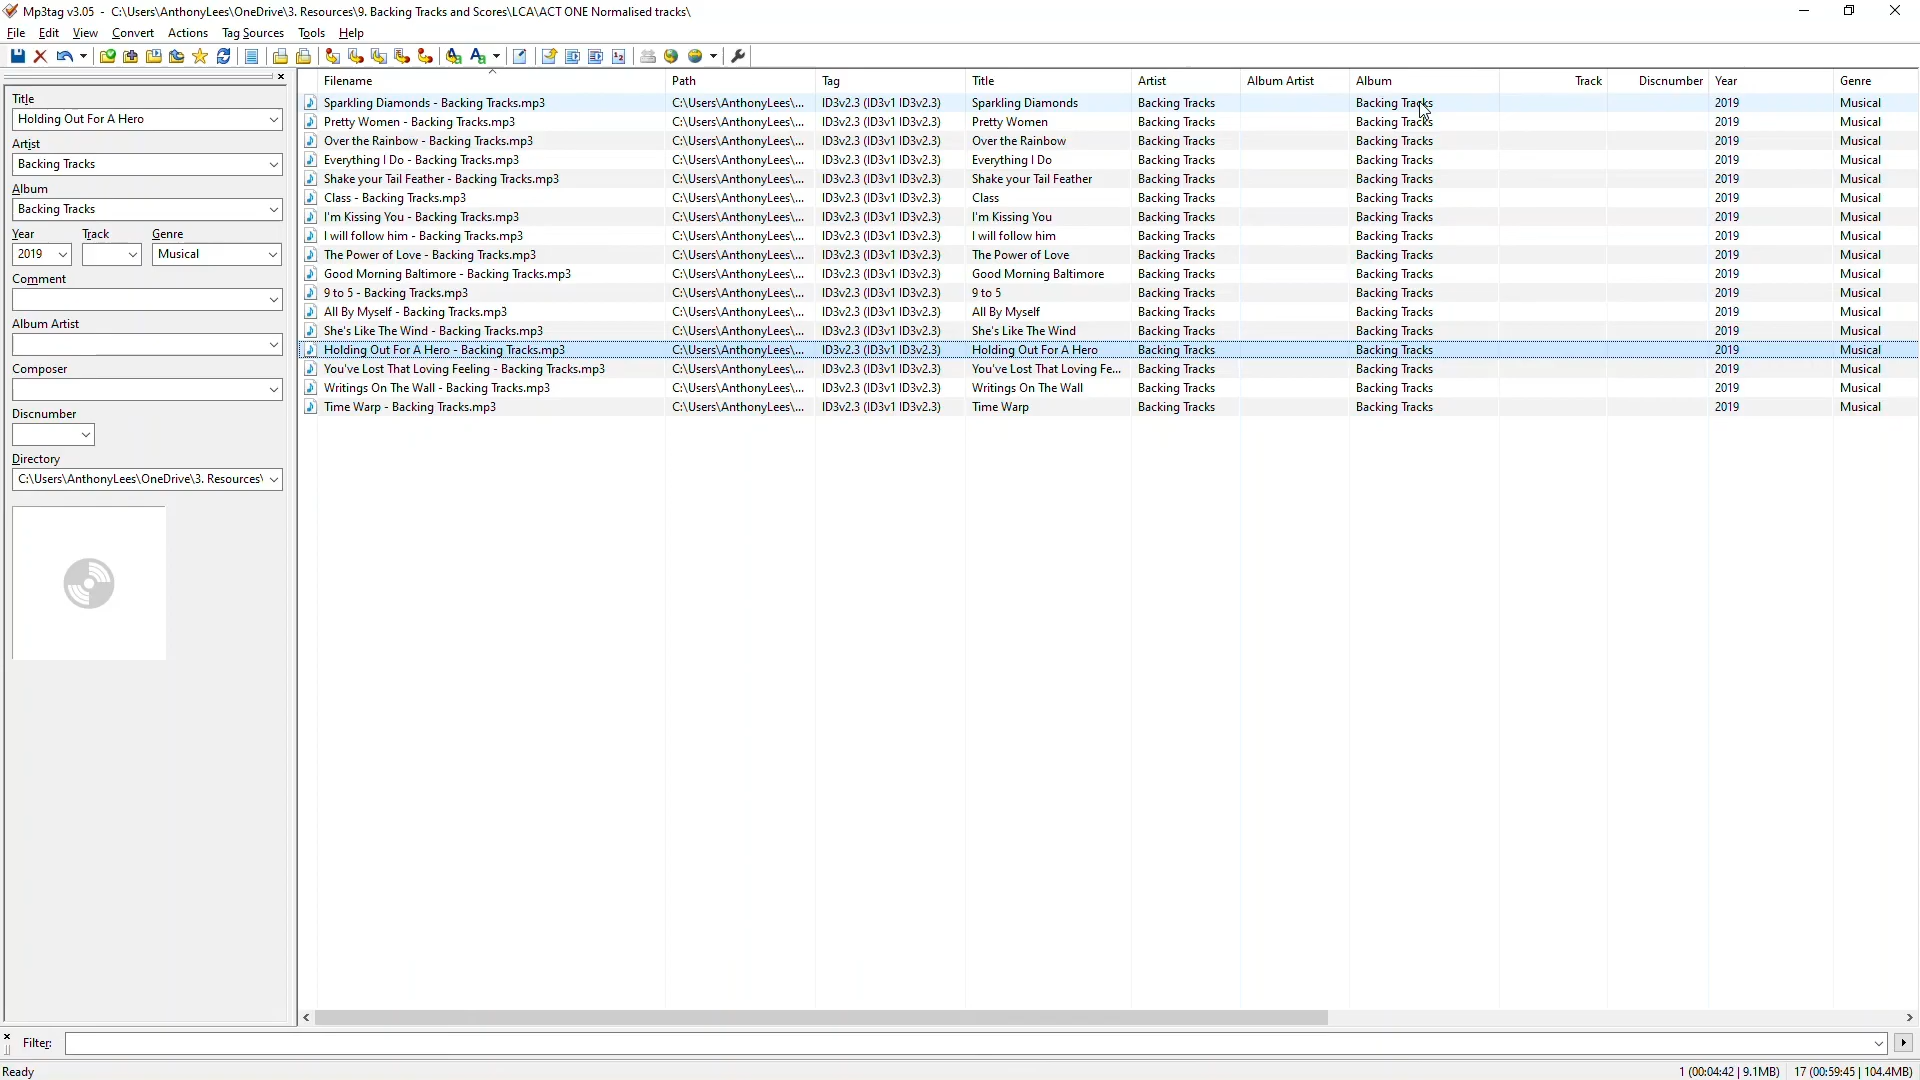 Mp3tag v3.05 - C:\Users\AnthonyLees\OneDrive\3. Resources\9. Backing Tracks and Scores\LCA\ACT ONE Normalised tracks\
File Edit View Convert Actions Tag Sources Tools Help
Filename Path Tag Title Artist Album Artist Album Track Discnumber Year Genre
Sparkling Diamonds - Backing Tracks.mp3 C:\Users\AnthonyLees\... ID3v2.3 (ID3v1 ID3v2.3) Sparkling Diamonds Backing Tracks Backing Tracks 2019 Musical
Pretty Women - Backing Tracks.mp3 C:\Users\AnthonyLees\... ID3v2.3 (ID3v1 ID3v2.3) Pretty Women Backing Tracks Backing Tracks 2019 Musical
Over the Rainbow - Backing Tracks.mp3 C:\Users\AnthonyLees\... ID3v2.3 (ID3v1 ID3v2.3) Over the Rainbow Backing Tracks Backing Tracks 2019 Musical
Everything I Do - Backing Tracks.mp3 C:\Users\AnthonyLees\... ID3v2.3 (ID3v1 ID3v2.3) Everything I Do Backing Tracks Backing Tracks 2019 Musical
Shake your Tail Feather - Backing Tracks.mp3 C:\Users\AnthonyLees\... ID3v2.3 (ID3v1 ID3v2.3) Shake your Tail Feather Backing Tracks Backing Tracks 2019 Musical
Class - Backing Tracks.mp3 C:\Users\AnthonyLees\... ID3v2.3 (ID3v1 ID3v2.3) Class Backing Tracks Backing Tracks 2019 Musical
I'm Kissing You - Backing Tracks.mp3 C:\Users\AnthonyLees\... ID3v2.3 (ID3v1 ID3v2.3) I'm Kissing You Backing Tracks Backing Tracks 2019 Musical
I will follow him - Backing Tracks.mp3 C:\Users\AnthonyLees\... ID3v2.3 (ID3v1 ID3v2.3) I will follow him Backing Tracks Backing Tracks 2019 Musical
The Power of Love - Backing Tracks.mp3 C:\Users\AnthonyLees\... ID3v2.3 (ID3v1 ID3v2.3) The Power of Love Backing Tracks Backing Tracks 2019 Musical
Good Morning Baltimore - Backing Tracks.mp3 C:\Users\AnthonyLees\... ID3v2.3 (ID3v1 ID3v2.3) Good Morning Baltimore Backing Tracks Backing Tracks 2019 Musical
9 to 5 - Backing Tracks.mp3 C:\Users\AnthonyLees\... ID3v2.3 (ID3v1 ID3v2.3) 9 to 5 Backing Tracks Backing Tracks 2019 Musical
All By Myself - Backing Tracks.mp3 C:\Users\AnthonyLees\... ID3v2.3 (ID3v1 ID3v2.3) All By Myself Backing Tracks Backing Tracks 2019 Musical
She's Like The Wind - Backing Tracks.mp3 C:\Users\AnthonyLees\... ID3v2.3 (ID3v1 ID3v2.3) She's Like The Wind Backing Tracks Backing Tracks 2019 Musical
Holding Out For A Hero - Backing Tracks.mp3 C:\Users\AnthonyLees\... ID3v2.3 (ID3v1 ID3v2.3) Holding Out For A Hero Backing Tracks Backing Tracks 2019 Musical
You've Lost That Loving Feeling - Backing Tracks.mp3 C:\Users\AnthonyLees\... ID3v2.3 (ID3v1 ID3v2.3) You've Lost That Loving Fe... Backing Tracks Backing Tracks 2019 Musical
Writings On The Wall - Backing Tracks.mp3 C:\Users\AnthonyLees\... ID3v2.3 (ID3v1 ID3v2.3) Writings On The Wall Backing Tracks Backing Tracks 2019 Musical
Time Warp - Backing Tracks.mp3 C:\Users\AnthonyLees\... ID3v2.3 (ID3v1 ID3v2.3) Time Warp Backing Tracks Backing Tracks 2019 Musical
Title
Holding Out For A Hero
Artist
Backing Tracks
Album
Backing Tracks
Year Track Genre
2019 Musical
Comment
Album Artist
Composer
Discnumber
Directory
C:\Users\AnthonyLees\OneDrive\3. Resources\
Filter:
Ready 1 (00:04:42 | 9.1MB) 17 (00:59:45 | 104.4MB)